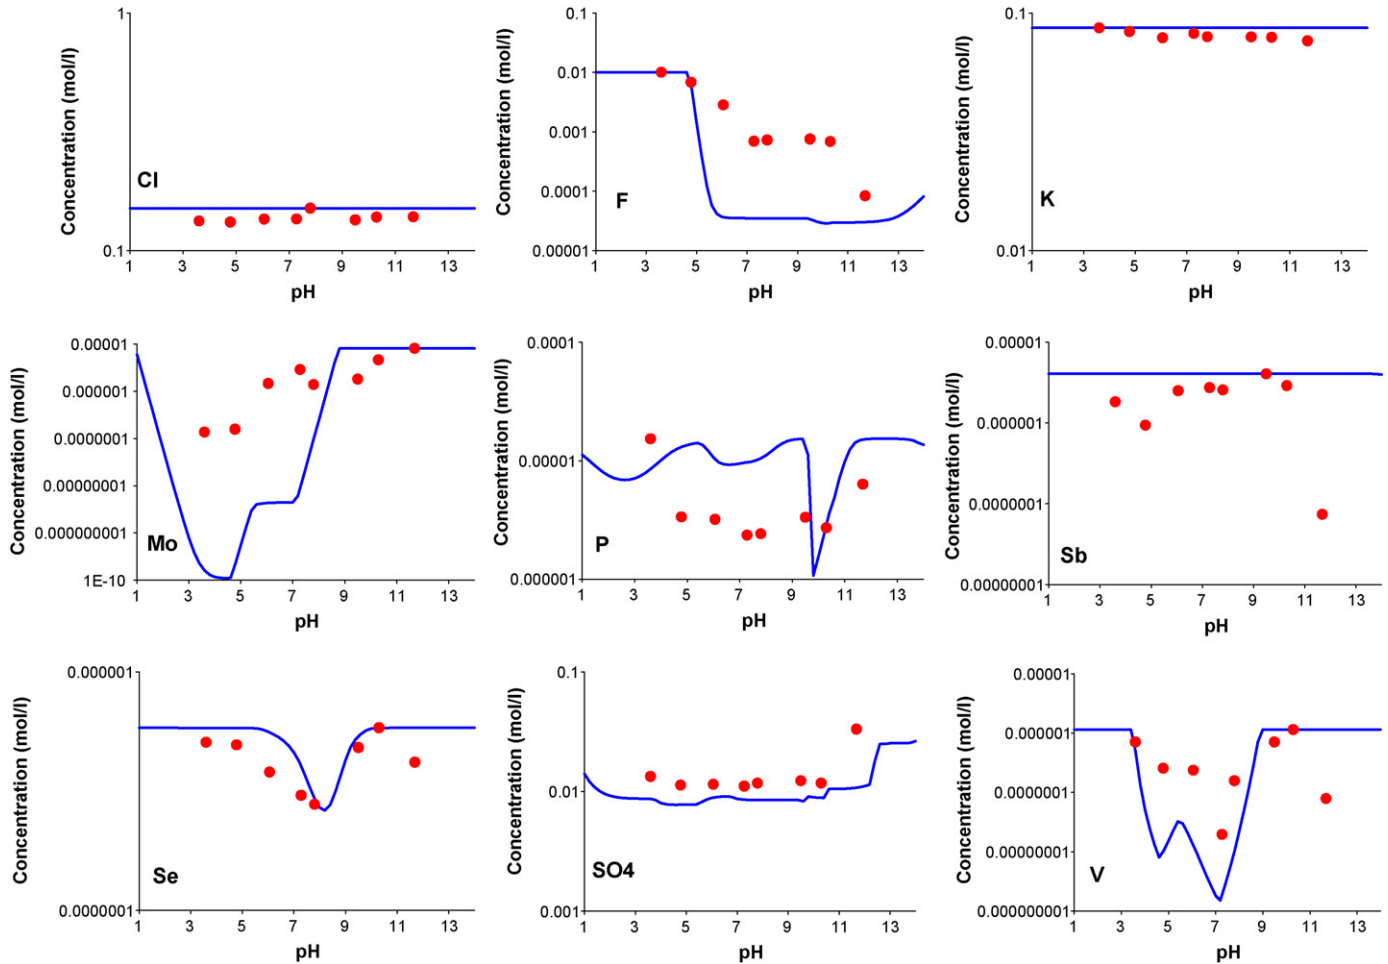 Concentration (mol/l)
1
0.1
Cl
1 3 5 7 9 11 13
pH
Concentration (mol/l)
0.1
0.01
0.001
0.0001
0.00001
F
1 3 5 7 9 11 13
pH
Concentration (mol/l)
0.1
0.01
K
1 3 5 7 9 11 13
pH
Concentration (mol/l)
0.00001
0.000001
0.0000001
0.00000001
0.000000001
1E-10
Mo
1 3 5 7 9 11 13
pH
Concentration (mol/l)
0.0001
0.00001
0.000001
P
1 3 5 7 9 11 13
pH
Concentration (mol/l)
0.00001
0.000001
0.0000001
0.00000001
Sb
1 3 5 7 9 11 13
pH
Concentration (mol/l)
0.000001
0.0000001
Se
1 3 5 7 9 11 13
pH
Concentration (mol/l)
0.1
0.01
0.001
SO4
1 3 5 7 9 11 13
pH
Concentration (mol/l)
0.00001
0.000001
0.0000001
0.00000001
0.000000001
V
1 3 5 7 9 11 13
pH